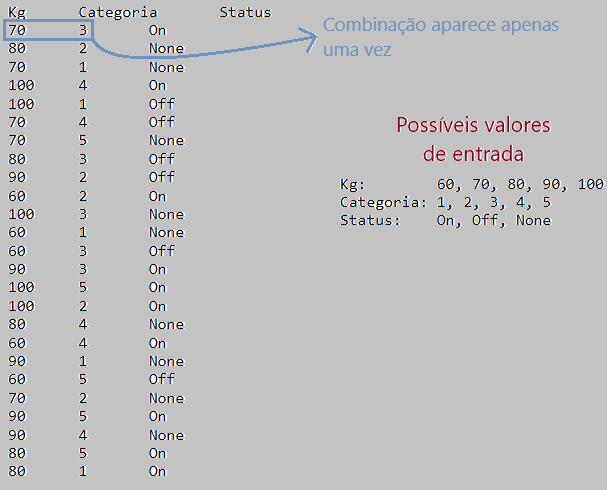 Kg Categoria Status
70 3 On
80 2 None
70 1 None
100 4 On
100 1 Off
70 4 Off
70 5 None
80 3 Off
90 2 Off
60 2 On
100 3 None
60 1 None
60 3 Off
90 3 On
100 5 On
100 2 On
80 4 None
60 4 On
90 1 None
60 5 Off
70 2 None
90 5 On
90 4 None
80 5 On
80 1 On
Combinação aparece apenas
uma vez
Possíveis valores
de entrada
Kg: 60, 70, 80, 90, 100
Categoria: 1, 2, 3, 4, 5
Status: On, Off, None